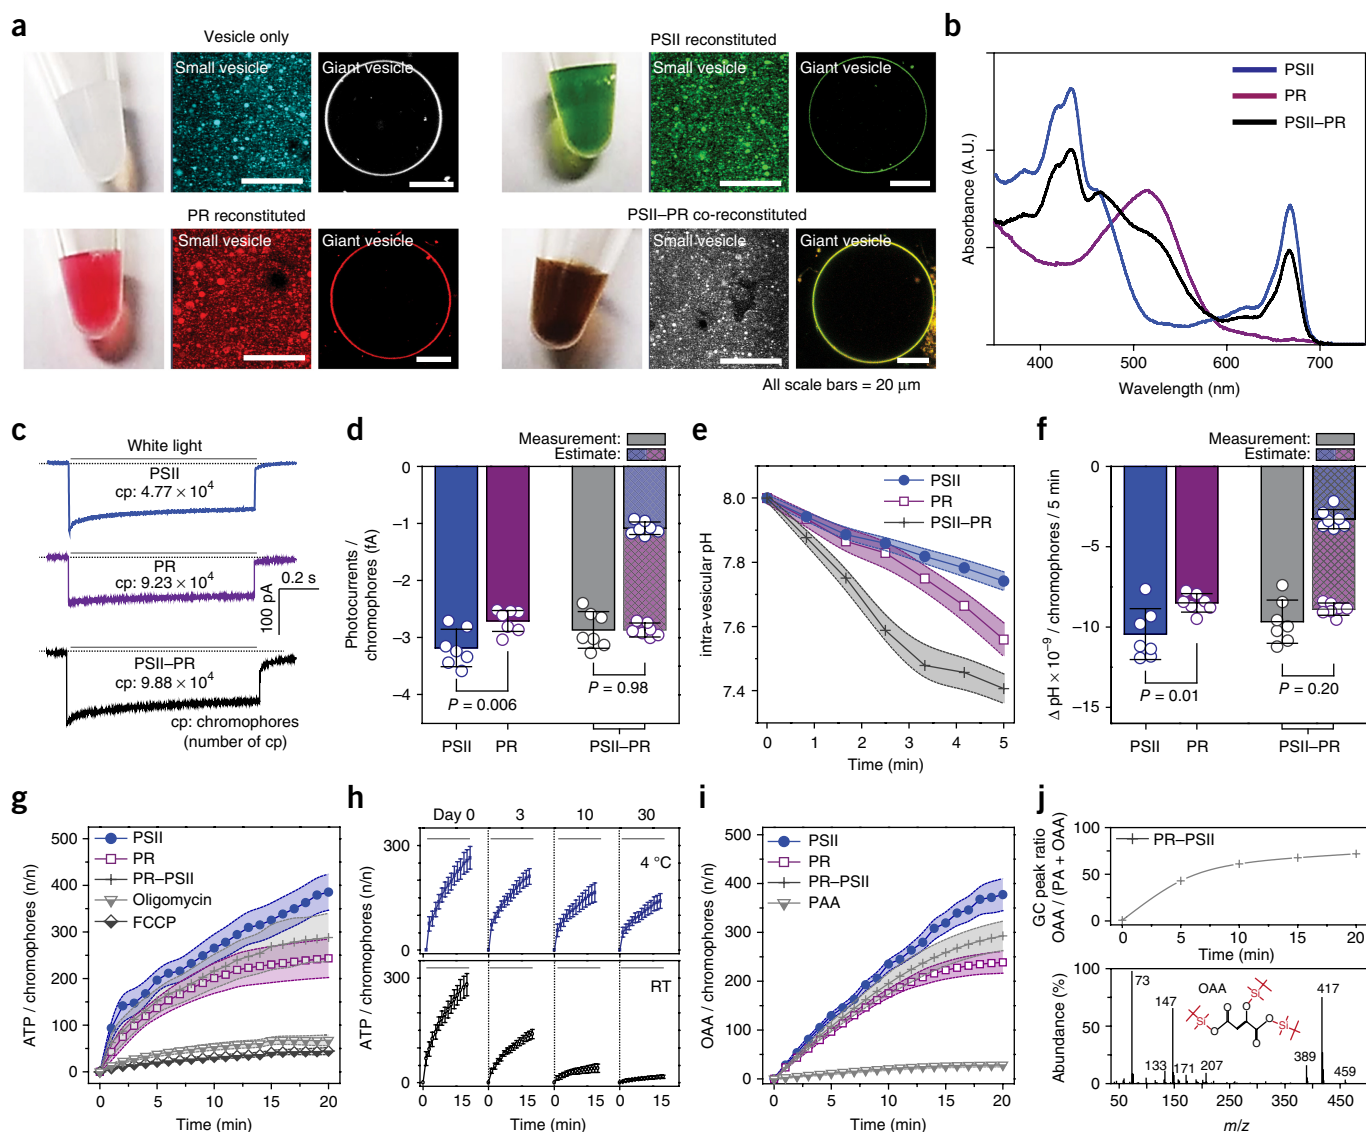 a
Vesicle only
Small vesicle
Giant vesicle
PSII reconstituted
Small vesicle
Giant vesicle
PR reconstituted
Small vesicle
Giant vesicle
PSII–PR co-reconstituted
Small vesicle
Giant vesicle
All scale bars = 20 μm
b
Absorbance (A.U.)
PSII
PR
PSII–PR
400 500 600 700
Wavelength (nm)
c
White light
PSII
cp: 4.77 × 10⁴
PR
cp: 9.23 × 10⁴
0.2 s
100 pA
PSII–PR
cp: 9.88 × 10⁴
cp: chromophores
(number of cp)
d
Measurement:
Estimate:
Photocurrents /
chromophores (fA)
0
−1
−2
−3
−4
P = 0.006
P = 0.98
PSII PR PSII–PR
e
intra-vesicular pH
8.0
7.8
7.6
7.4
PSII
PR
PSII–PR
0 1 2 3 4 5
Time (min)
f
Measurement:
Estimate:
Δ pH × 10⁻⁹ / chromophores / 5 min
0
−5
−10
−15
P = 0.01
P = 0.20
PSII PR PSII–PR
g
ATP / chromophores (n/n)
500
400
300
200
100
0
PSII
PR
PR–PSII
Oligomycin
FCCP
0 5 10 15 20
Time (min)
h
Day 0 3 10 30
ATP / chromophores (n/n)
300
0
4 °C
300
0
RT
0 15 0 15 0 15 0 15
Time (min)
i
OAA / chromophores (n/n)
500
400
300
200
100
0
PSII
PR
PR–PSII
PAA
0 5 10 15 20
Time (min)
j
GC peak ratio
OAA / (PA + OAA)
100
50
0
PR–PSII
0 5 10 15 20
Time (min)
Abundance (%)
100
50
0
73
147
133
171
207
OAA
Si
O
O
O
Si
O
O
Si
417
389
459
50 150 250 350 450
m/z